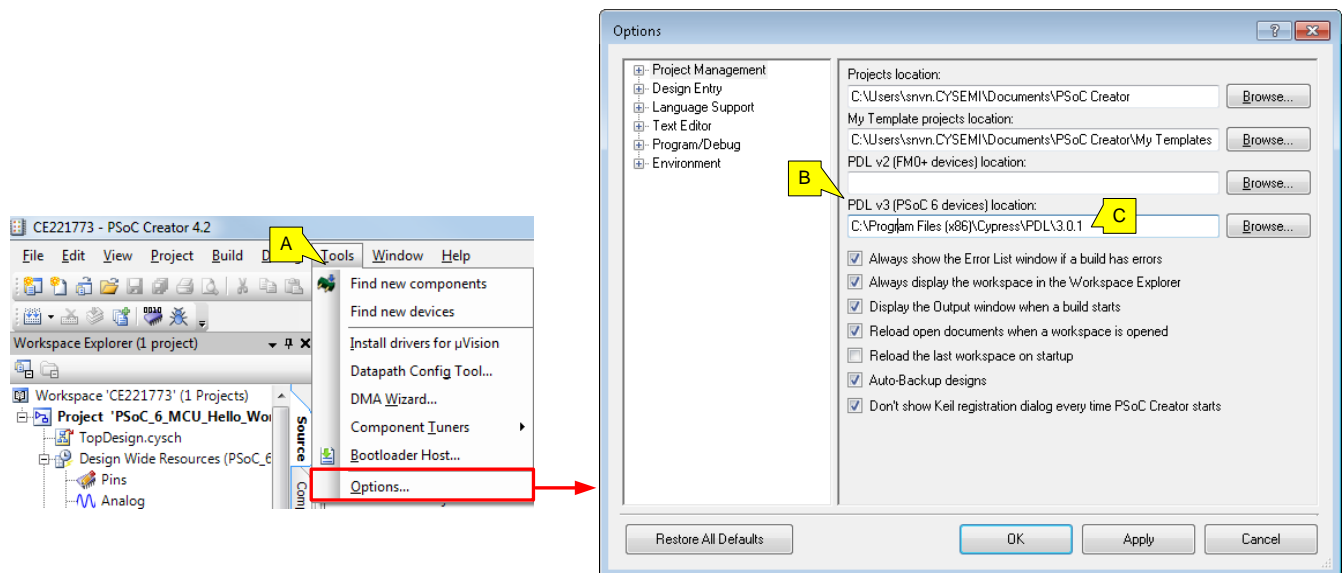 CE221773 - PSoC Creator 4.2
File Edit View Project Build Tools Window Help
A
Find new components
Find new devices
Install drivers for µVision
Datapath Config Tool...
DMA Wizard...
Component Tuners
Bootloader Host...
Options...
Workspace Explorer (1 project)
Workspace 'CE221773' (1 Projects)
Project 'PSoC_6_MCU_Hello_Wor
TopDesign.cysch
Design Wide Resources (PSoC_6
Pins
Analog
Source
Com
Options
Project Management
Design Entry
Language Support
Text Editor
Program/Debug
Environment
Projects location:
C:\Users\snvn.CYSEMI\Documents\PSoC Creator Browse...
My Template projects location:
C:\Users\snvn.CYSEMI\Documents\PSoC Creator\My Templates Browse...
PDL v2 (FM0+ devices) location:
Browse...
B
PDL v3 (PSoC 6 devices) location:
C:\Program Files (x86)\Cypress\PDL\3.0.1 Browse...
C
Always show the Error List window if a build has errors
Always display the workspace in the Workspace Explorer
Display the Output window when a build starts
Reload open documents when a workspace is opened
Reload the last workspace on startup
Auto-Backup designs
Don't show Keil registration dialog every time PSoC Creator starts
Restore All Defaults OK Apply Cancel